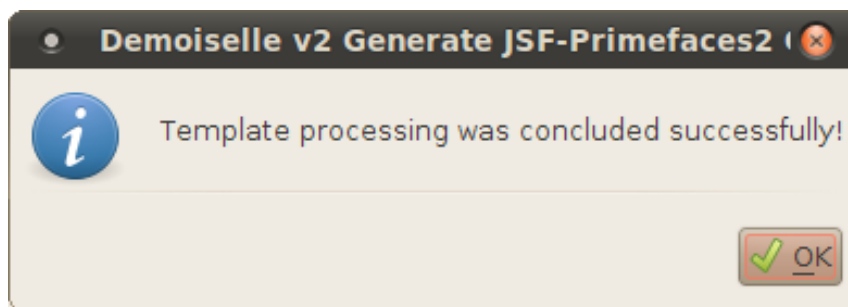 Demoiselle v2 Generate JSF-Primefaces2
Template processing was concluded successfully!
OK